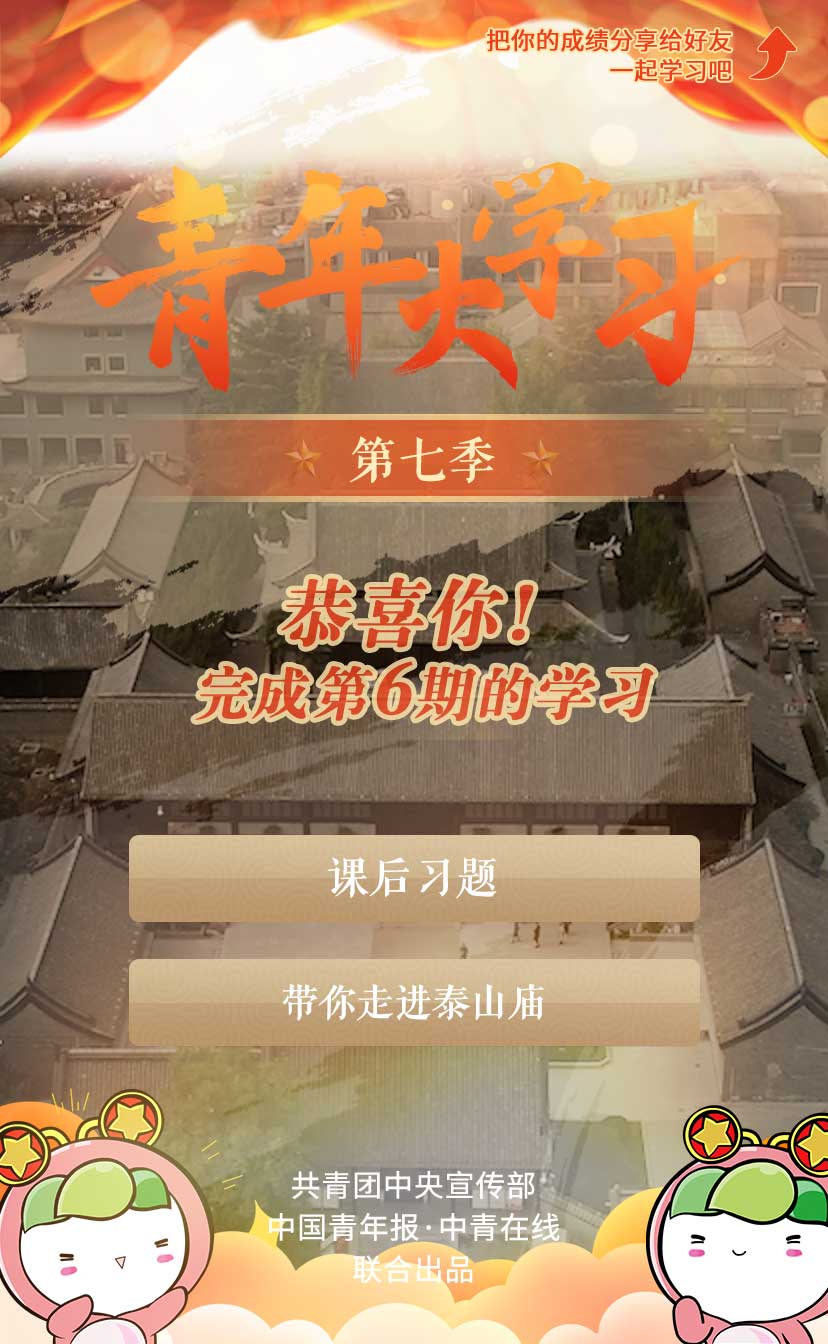 把你的成绩分享给好友
一起学习吧
青年大学习
第七季
恭喜你!
完成第6期的学习
课后习题
带你走进泰山庙
共青团中央宣传部
中国青年报·中青在线
联合出品